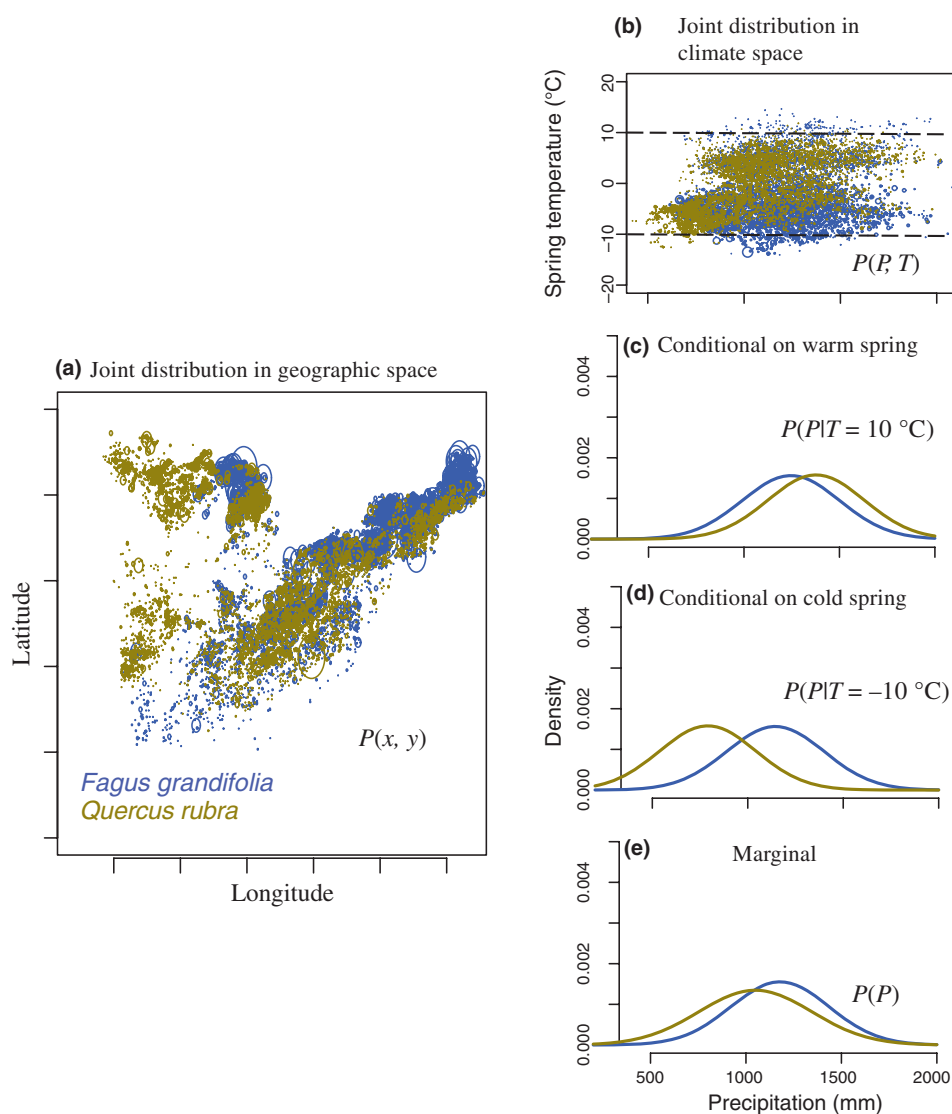 (b) Joint distribution in
climate space
Spring temperature (°C)
20
10
0
−10
−20
P(P, T)
(a) Joint distribution in geographic space
Latitude
P(x, y)
Fagus grandifolia
Quercus rubra
Longitude
(c) Conditional on warm spring
0.004
0.002
0.000
P(P|T = 10 °C)
(d) Conditional on cold spring
Density
0.004
0.002
0.000
P(P|T = –10 °C)
(e) Marginal
0.004
0.002
0.000
P(P)
500 1000 1500 2000
Precipitation (mm)